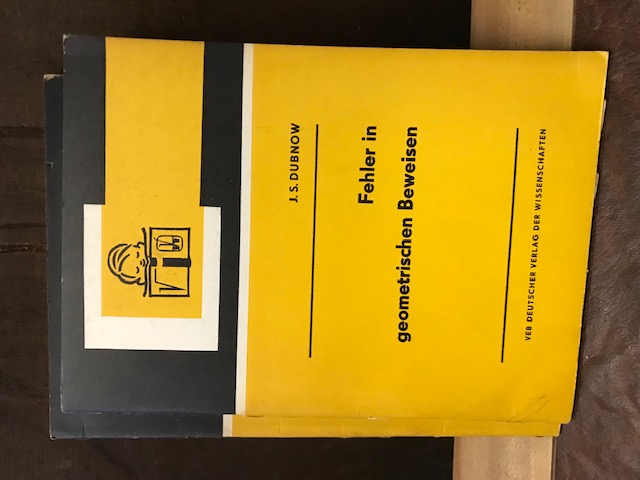 J. S. DUBNOW
Fehler in
geometrischen Beweisen
VEB DEUTSCHER VERLAG DER WISSENSCHAFTEN